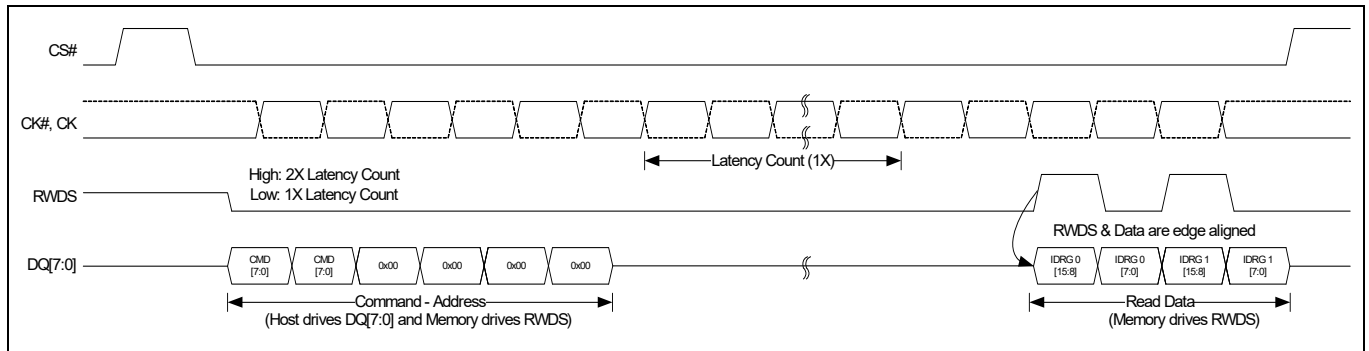 CS#
CK#, CK
Latency Count (1X)
High: 2X Latency Count
Low: 1X Latency Count
RWDS
RWDS & Data are edge aligned
DQ[7:0]
CMD [7:0]
CMD [7:0]
0x00
0x00
0x00
0x00
IDRG 0 [15:8]
IDRG 0 [7:0]
IDRG 1 [15:8]
IDRG 1 [7:0]
Command - Address
(Host drives DQ[7:0] and Memory drives RWDS)
Read Data
(Memory drives RWDS)